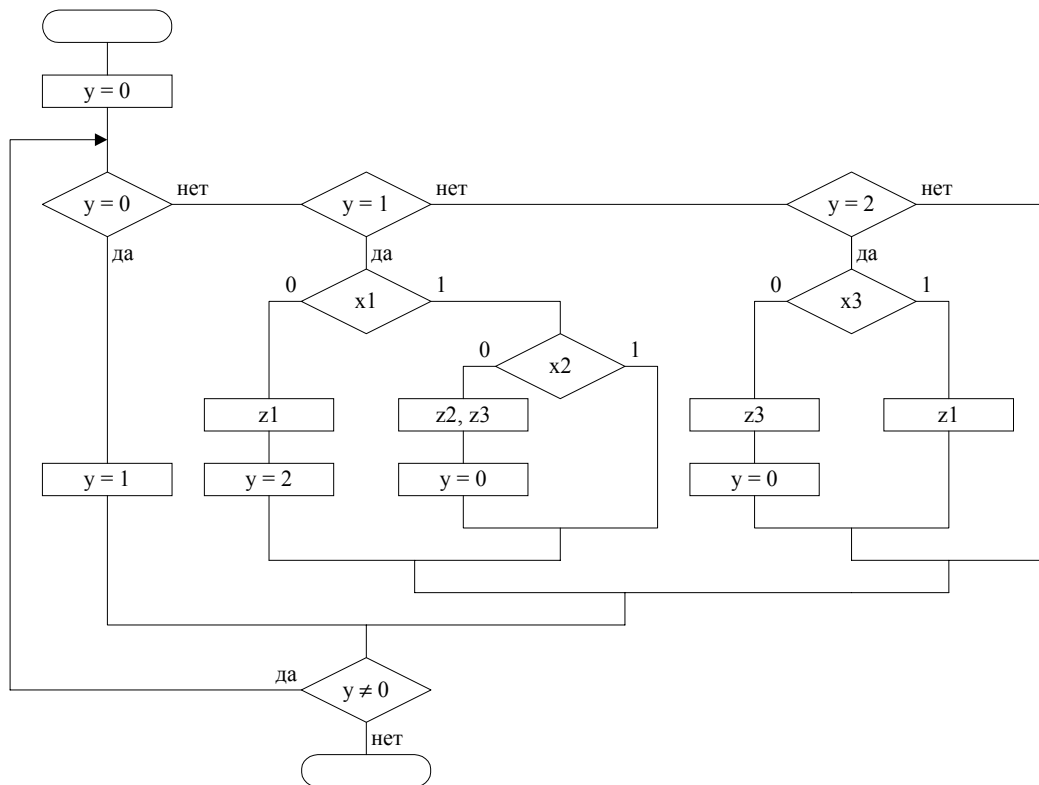 y = 0
y = 0
нет
y = 1
нет
y = 2
нет
да
да
да
0
x1
1
0
x3
1
0
x2
1
z1
z2, z3
z3
z1
y = 1
y = 2
y = 0
y = 0
да
y ≠ 0
нет